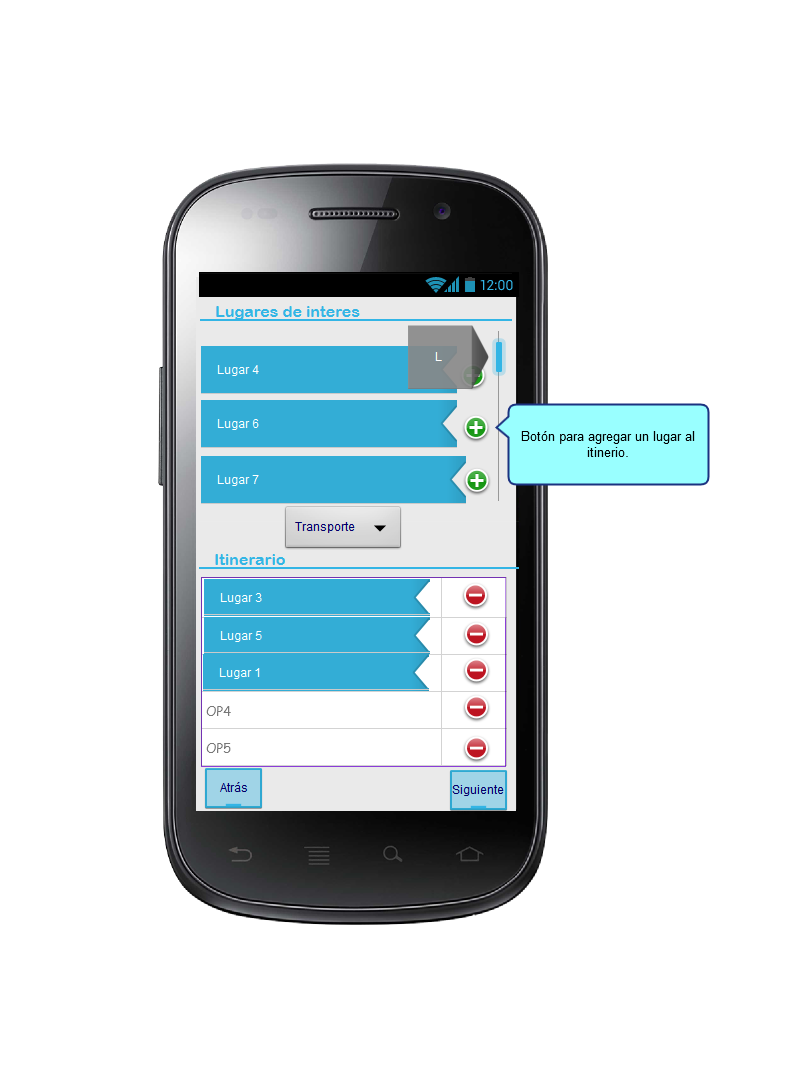 12:00
Lugares de interes
L
Lugar 4
Lugar 6
Botón para agregar un lugar al
itinerio.
Lugar 7
Transporte
Itinerario
Lugar 3
Lugar 5
Lugar 1
OP4
OP5
Atrás
Siguiente